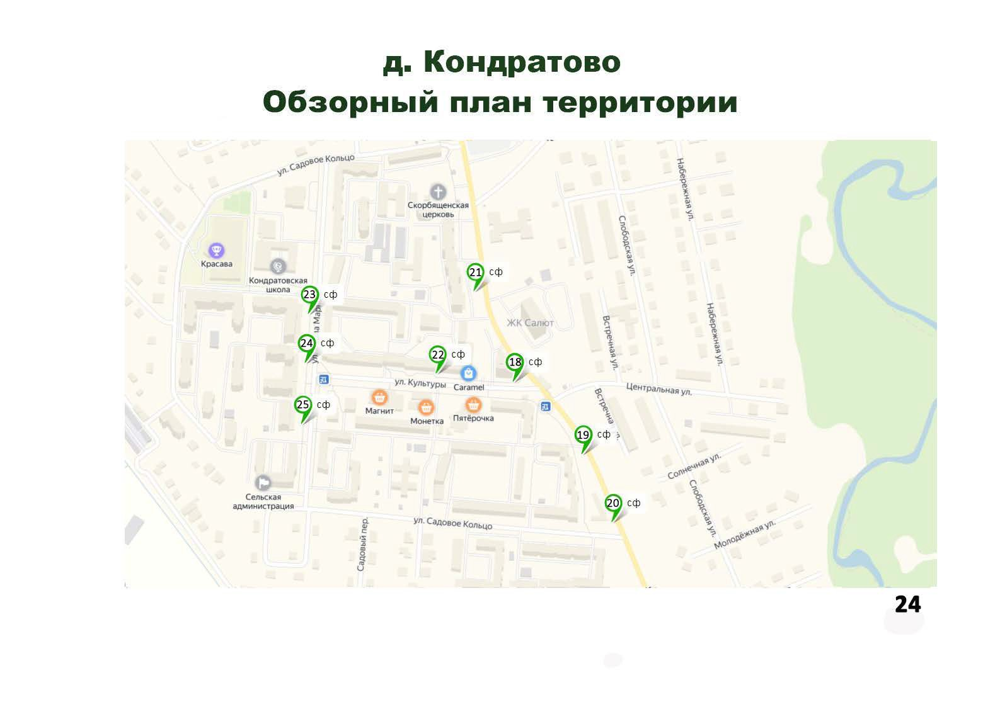 д. Кондратово
Обзорный план территории
ул. Садовое Кольцо
Набережная ул.
Скорбященская
церковь
Слободская ул.
Красава
Кондратовская
школа
21 сф
23 сф
ЖК Салют
Набережная ул.
Встречная ул.
24 сф
22 сф
18 сф
ул. Культуры
Caramel
Центральная ул.
25 сф
Магнит
Монетка
Пятёрочка
19 сф
Солнечная ул.
Сельская
администрация
20 сф
Слободская ул.
ул. Садовое Кольцо
Садовый пер.
Молодёжная ул.
24